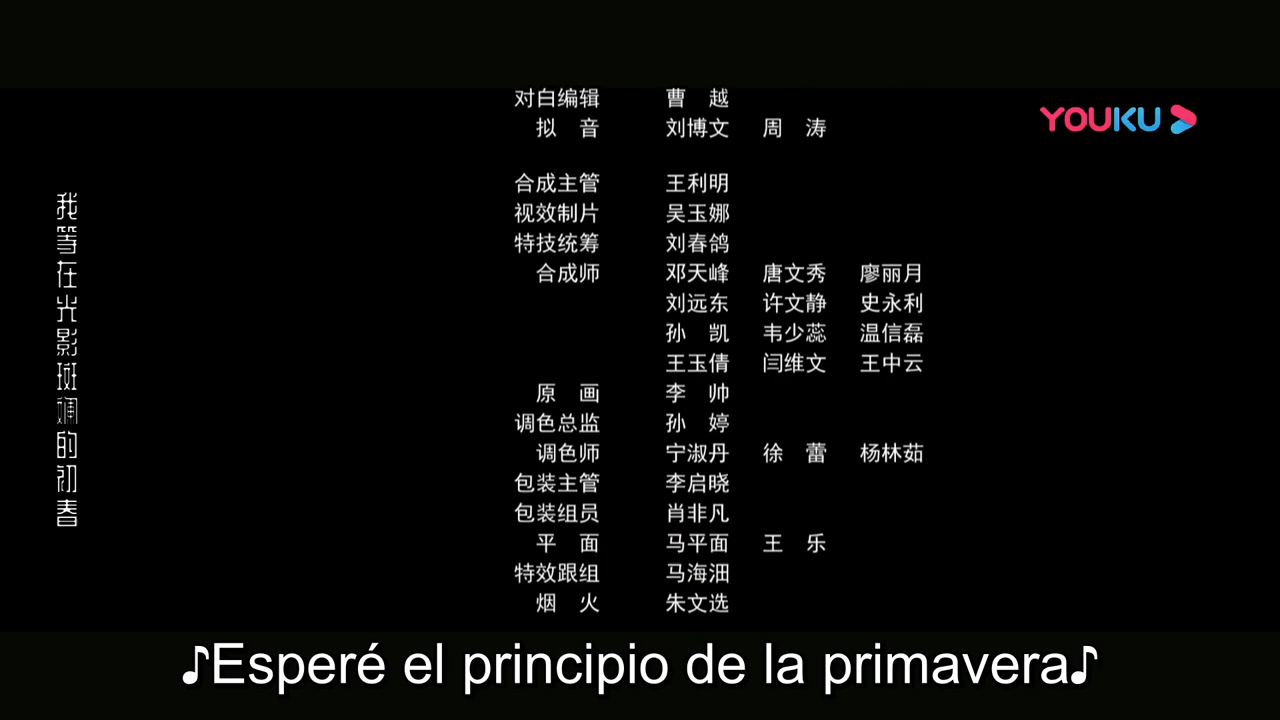 对白编辑 曹 越
拟 音 刘博文 周 涛
YOUKU
合成主管 王利明
视效制片 吴玉娜
特技统筹 刘春鸽
合成师 邓天峰 唐文秀 廖丽月
刘远东 许文静 史永利
孙 凯 韦少蕊 温信磊
王玉倩 闫维文 王中云
原 画 李 帅
调色总监 孙 婷
调色师 宁淑丹 徐 蕾 杨林茹
包装主管 李启晓
包装组员 肖非凡
平 面 马平面 王 乐
特效跟组 马海沺
烟 火 朱文选
我等在光影斑斓的初春
♪Esperé el principio de la primavera♪